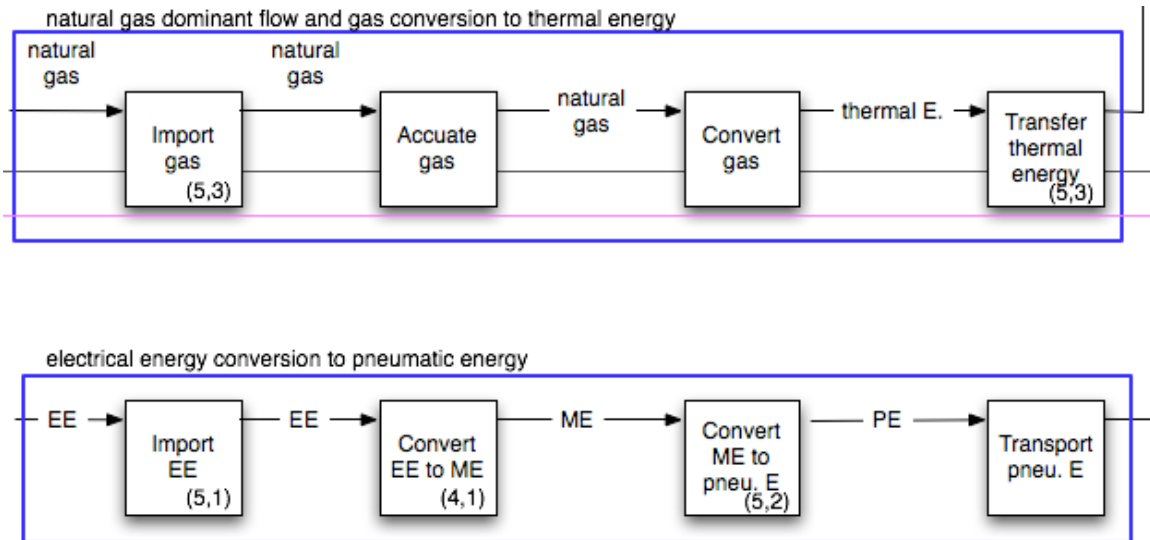 natural gas dominant flow and gas conversion to thermal energy
natural
gas
natural
gas
natural
gas
thermal E.
Import
gas
(5,3)
Accuate
gas
Convert
gas
Transfer
thermal
energy
(5,3)
electrical energy conversion to pneumatic energy
EE
EE
ME
PE
Import
EE
(5,1)
Convert
EE to ME
(4,1)
Convert
ME to
pneu. E
(5,2)
Transport
pneu. E